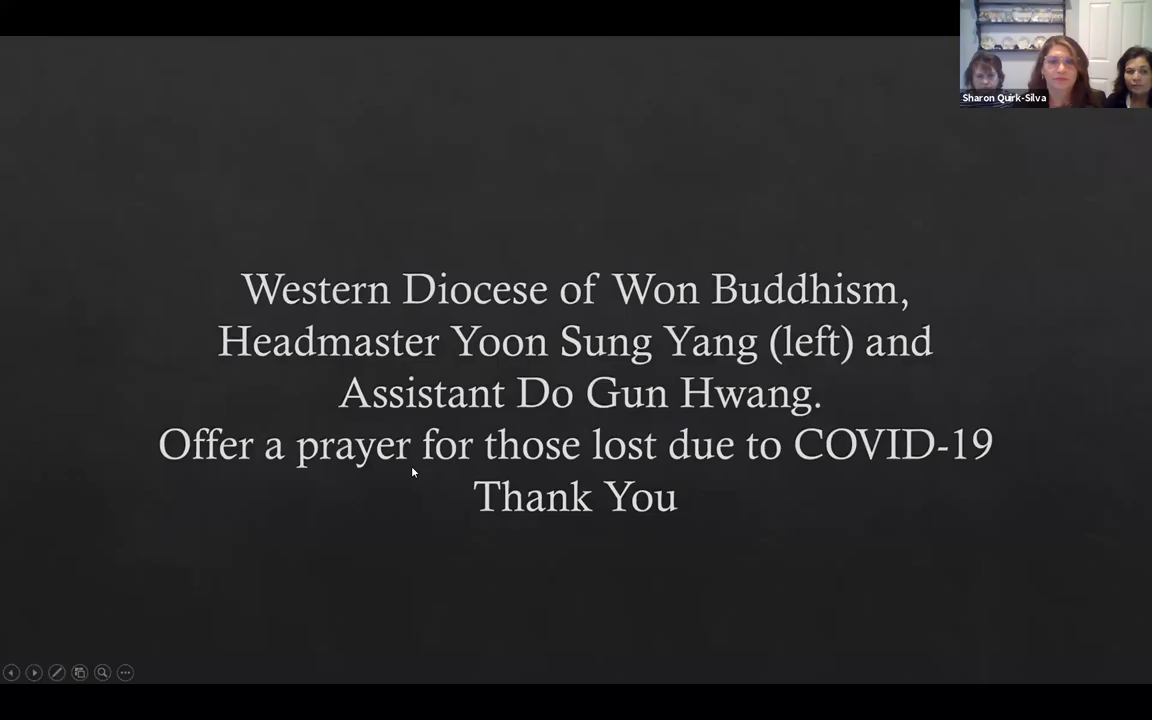 Sharon Quirk-Silva
Western Diocese of Won Buddhism,
Headmaster Yoon Sung Yang (left) and
Assistant Do Gun Hwang.
Offer a prayer for those lost due to COVID-19
Thank You